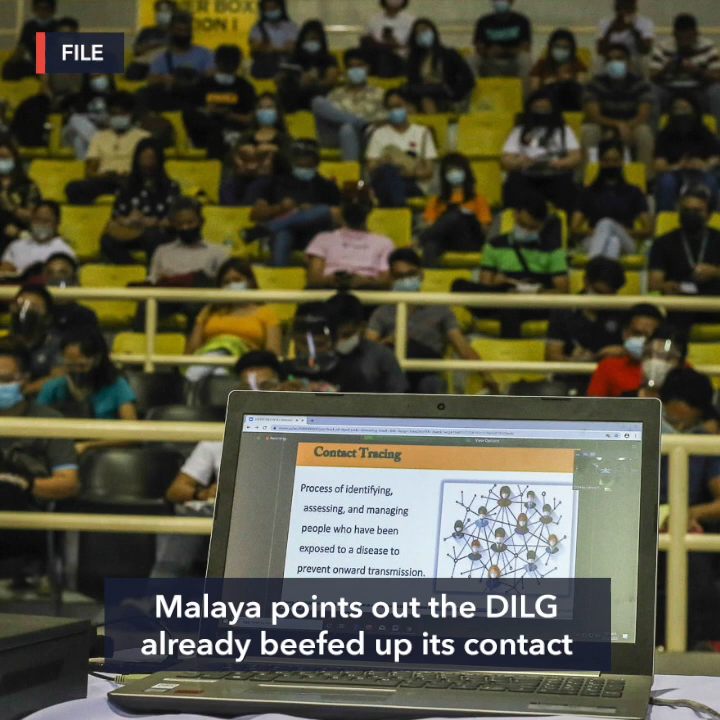 FILE
Contact Tracing
Process of identifying,
assessing, and managing
people who have been
exposed to a disease to
prevent onward transmission.
Malaya points out the DILG
already beefed up its contact